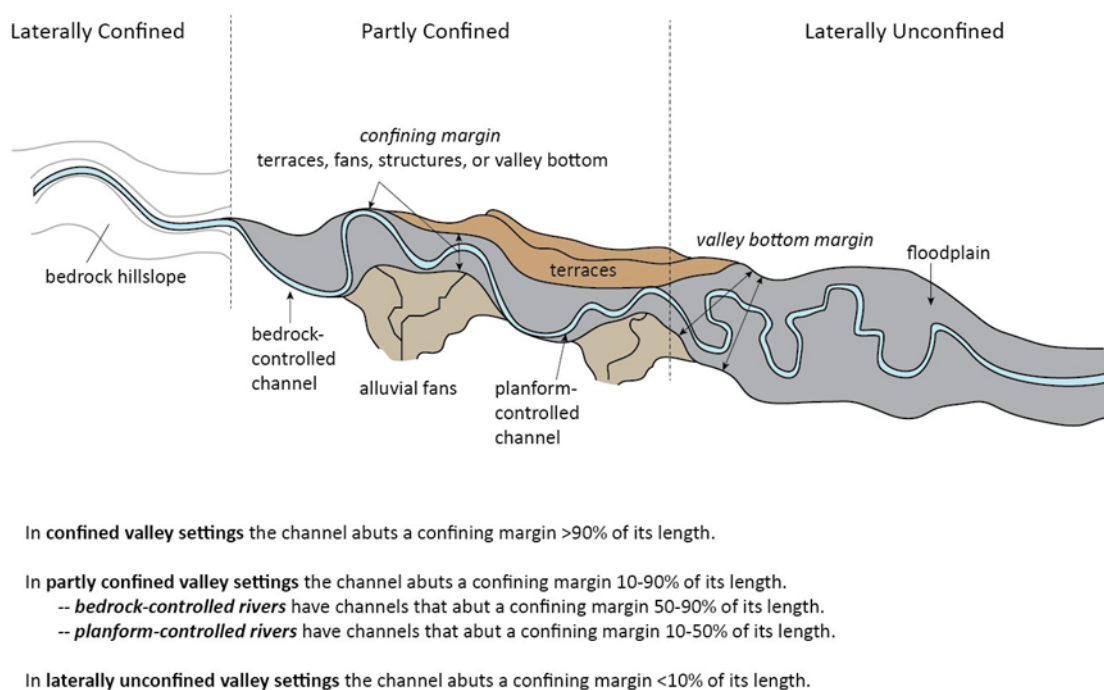 Laterally Confined
Partly Confined
Laterally Unconfined
confining margin
terraces, fans, structures, or valley bottom
valley bottom margin
floodplain
terraces
bedrock hillslope
bedrock-
controlled
channel
alluvial fans
planform-
controlled
channel
In confined valley settings the channel abuts a confining margin >90% of its length.
In partly confined valley settings the channel abuts a confining margin 10-90% of its length.
-- bedrock-controlled rivers have channels that abut a confining margin 50-90% of its length.
-- planform-controlled rivers have channels that abut a confining margin 10-50% of its length.
In laterally unconfined valley settings the channel abuts a confining margin <10% of its length.